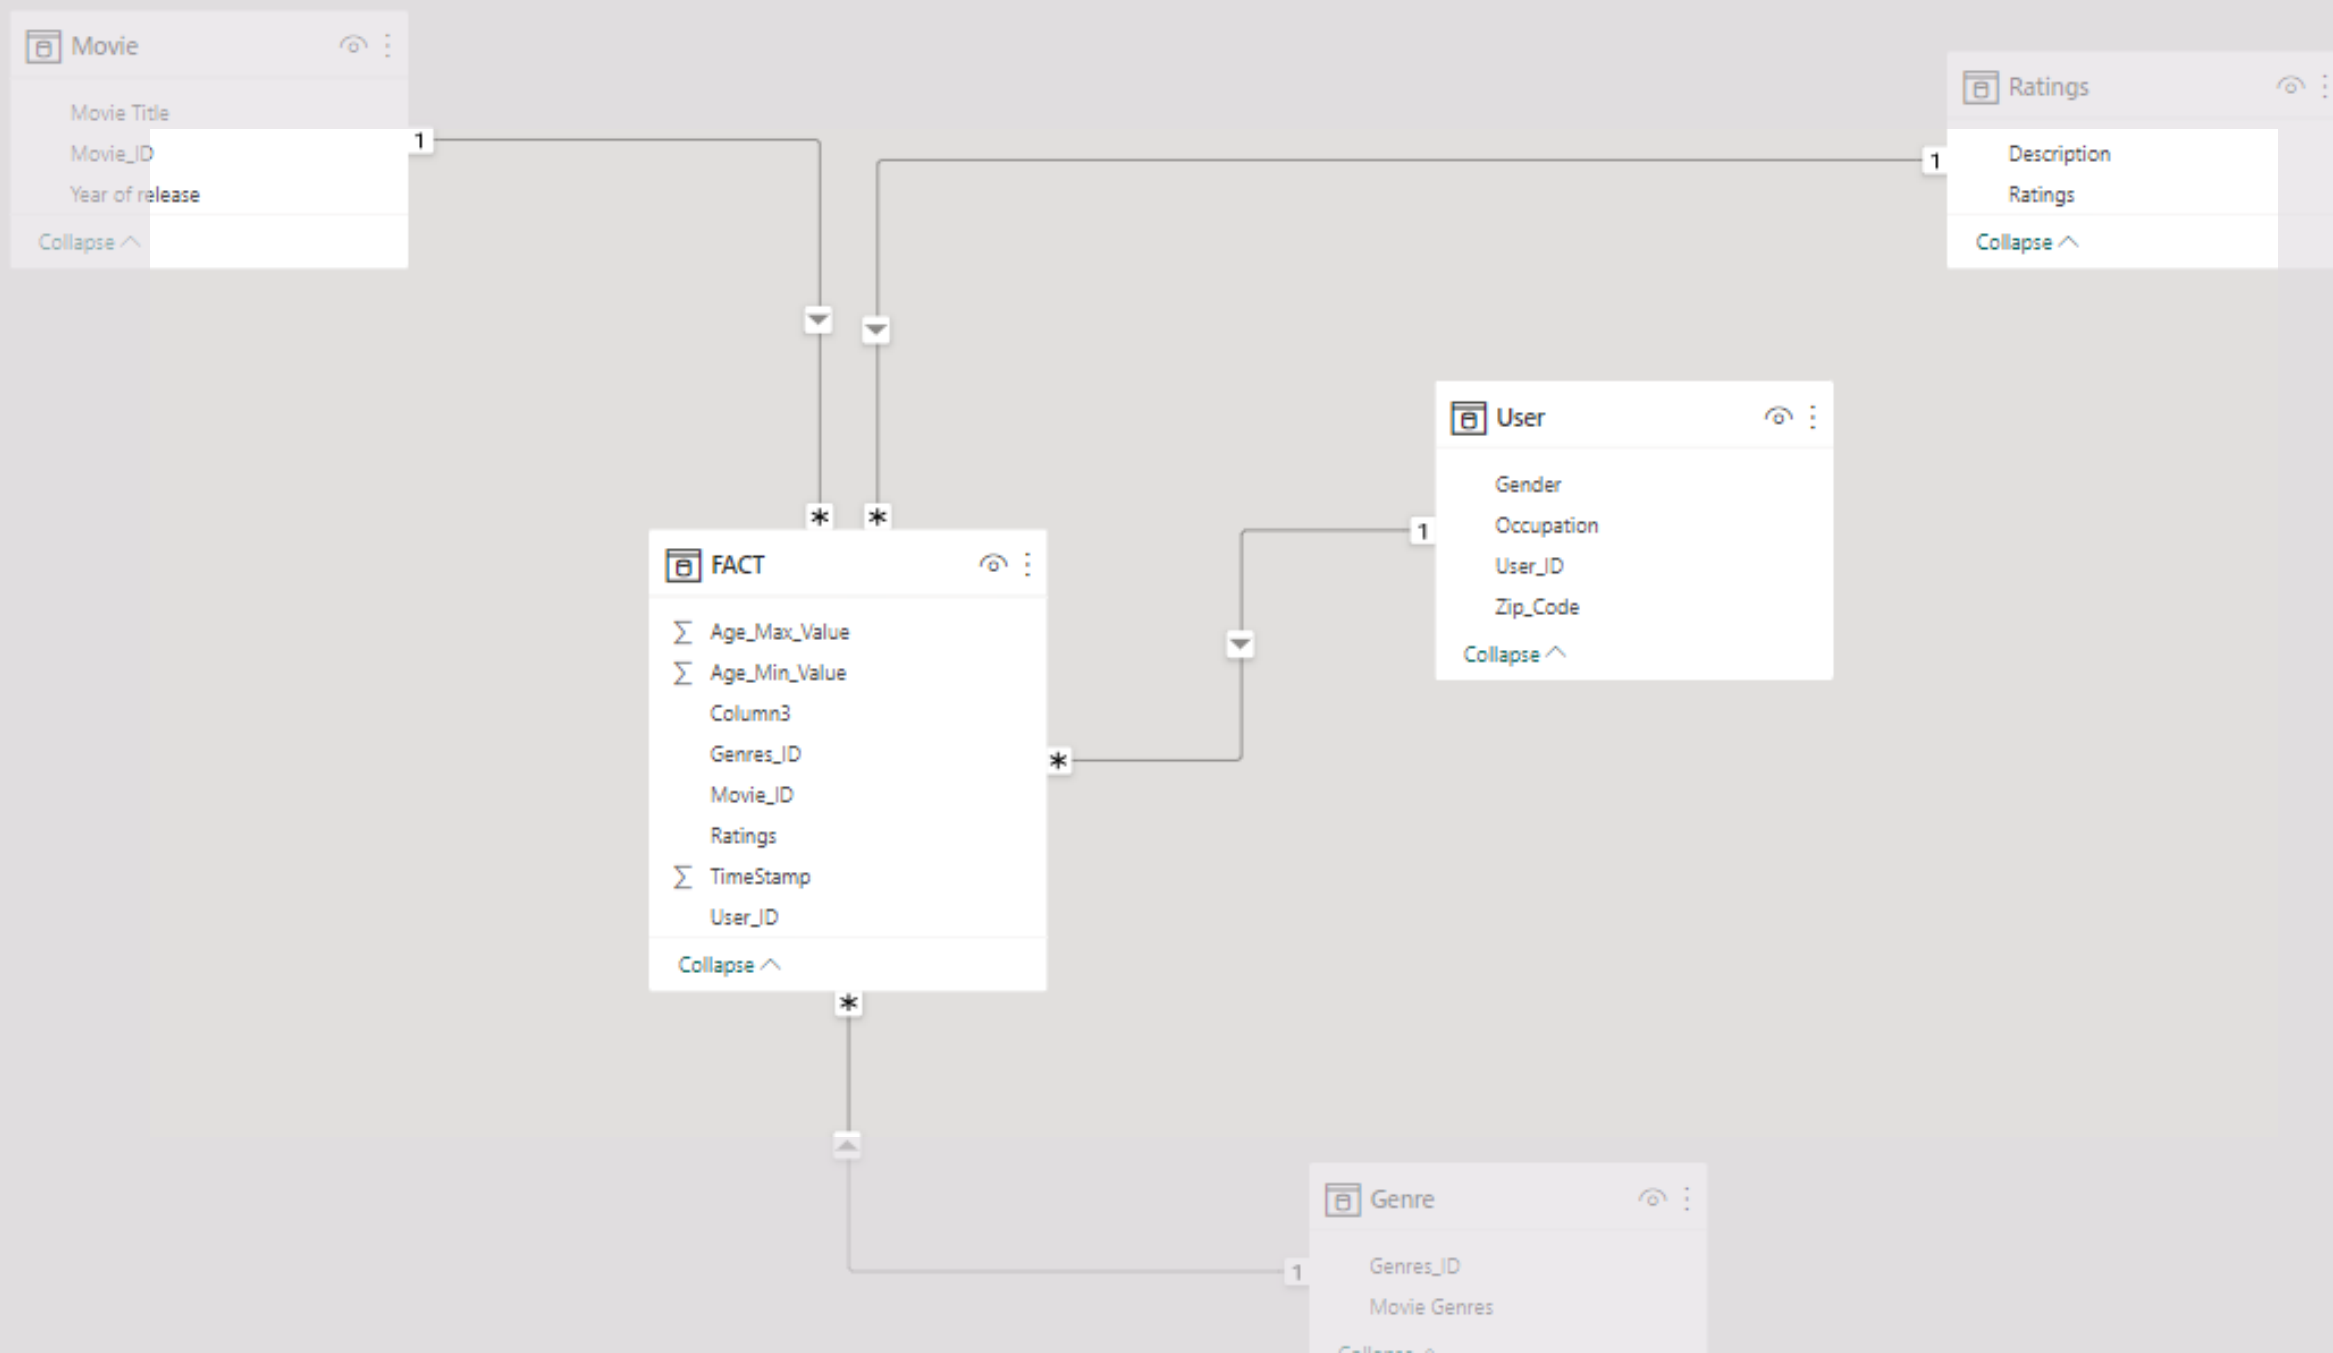 Movie
Movie Title
Movie_ID
Year of release
Collapse
1
Ratings
Description
Ratings
Collapse
1
*
*
User
Gender
Occupation
User_ID
Zip_Code
Collapse
1
FACT
Age_Max_Value
Age_Min_Value
Column3
Genres_ID
Movie_ID
Ratings
TimeStamp
User_ID
Collapse
*
*
Genre
Genres_ID
Movie Genres
Collapse
1